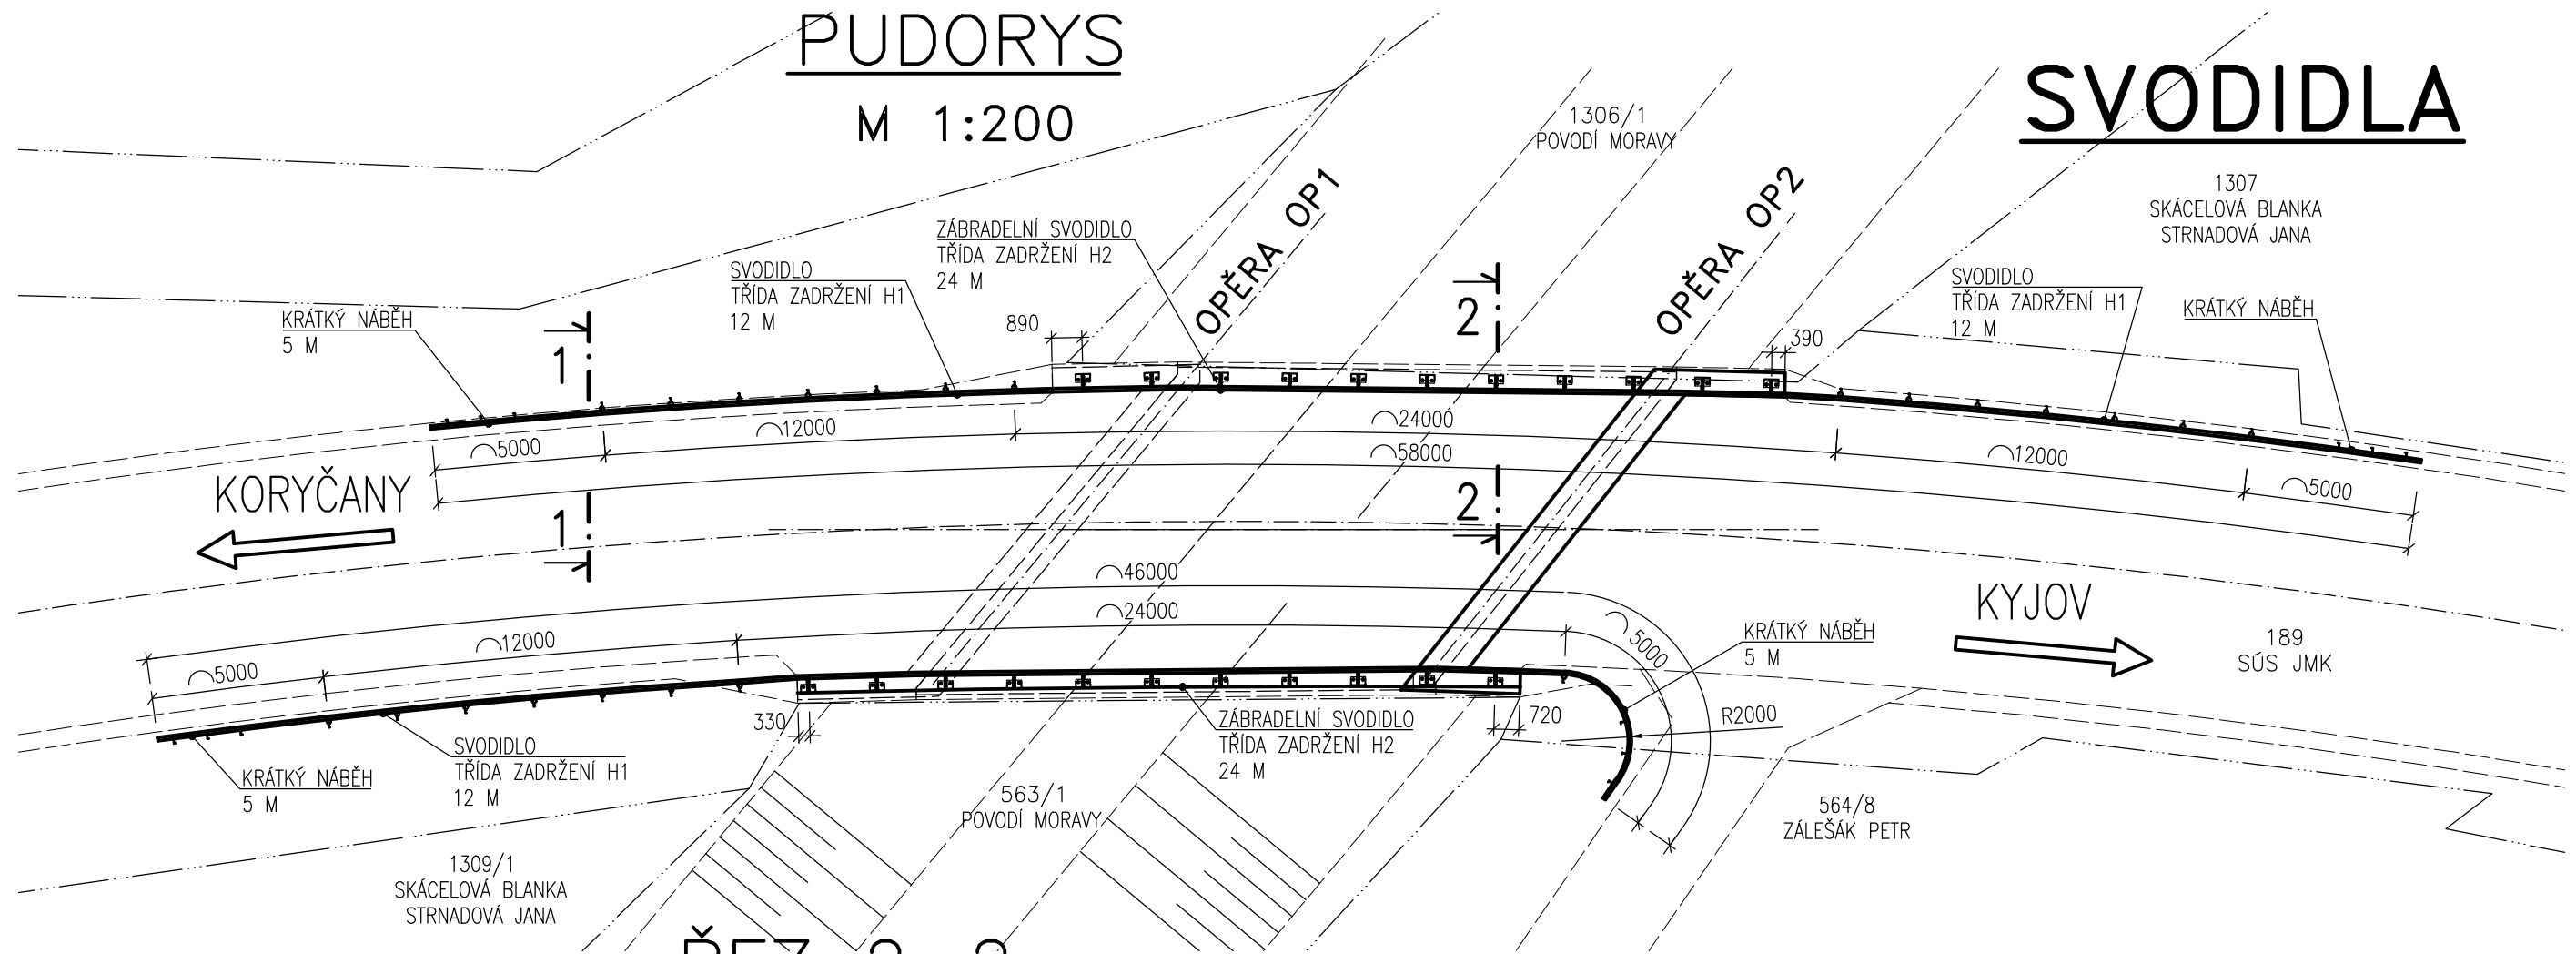 PUDORYS
M 1:200
SVODIDLA
1306/1
POVODÍ MORAVY
1307
SKÁCELOVÁ BLANKA
STRNADOVÁ JANA
OPĚRA OP1
OPĚRA OP2
ZÁBRADELNÍ SVODIDLO
TŘÍDA ZADRŽENÍ H2
24 M
SVODIDLO
TŘÍDA ZADRŽENÍ H1
12 M
KRÁTKÝ NÁBĚH
5 M
SVODIDLO
TŘÍDA ZADRŽENÍ H1
12 M
KRÁTKÝ NÁBĚH
890
390
1
2
5000
12000
24000
58000
12000
5000
KORYČANY
1
2
46000
24000
12000
5000
5000
KYJOV
KRÁTKÝ NÁBĚH
5 M
189
SÚS JMK
330
720
R2000
ZÁBRADELNÍ SVODIDLO
TŘÍDA ZADRŽENÍ H2
24 M
SVODIDLO
TŘÍDA ZADRŽENÍ H1
12 M
KRÁTKÝ NÁBĚH
5 M
563/1
POVODÍ MORAVY
564/8
ZÁLEŠÁK PETR
1309/1
SKÁCELOVÁ BLANKA
STRNADOVÁ JANA